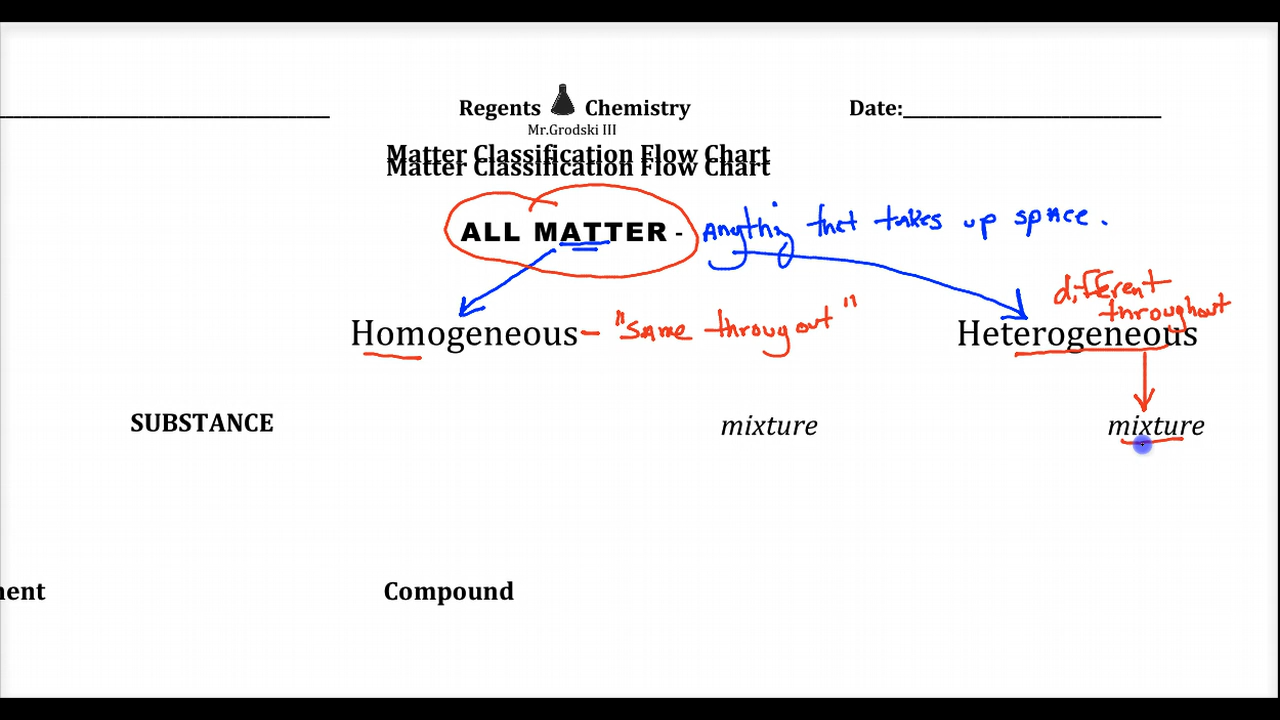 Regents Chemistry Date:
Mr.Grodski III
Matter Classification Flow Chart
Matter Classification Flow Chart
ALL MATTER - Anything that takes up space.
different
throughout
Homogeneous - "same througout" Heterogeneous
SUBSTANCE mixture mixture
ent Compound